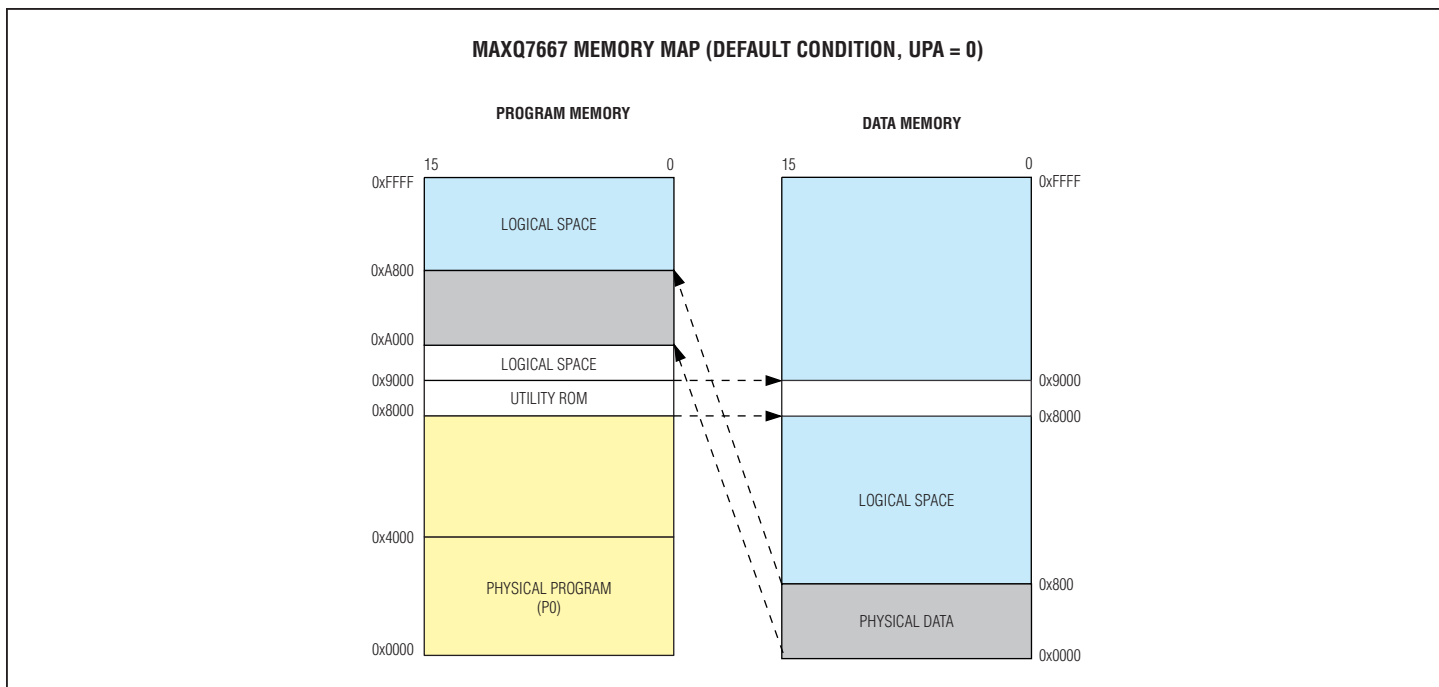 MAXQ7667 MEMORY MAP (DEFAULT CONDITION, UPA = 0)
PROGRAM MEMORY
15 0
0xFFFF
LOGICAL SPACE
0xA800
0xA000
LOGICAL SPACE
0x9000
UTILITY ROM
0x8000
0x4000
PHYSICAL PROGRAM
(P0)
0x0000
DATA MEMORY
15 0
0xFFFF
0x9000
0x8000
LOGICAL SPACE
0x800
PHYSICAL DATA
0x0000